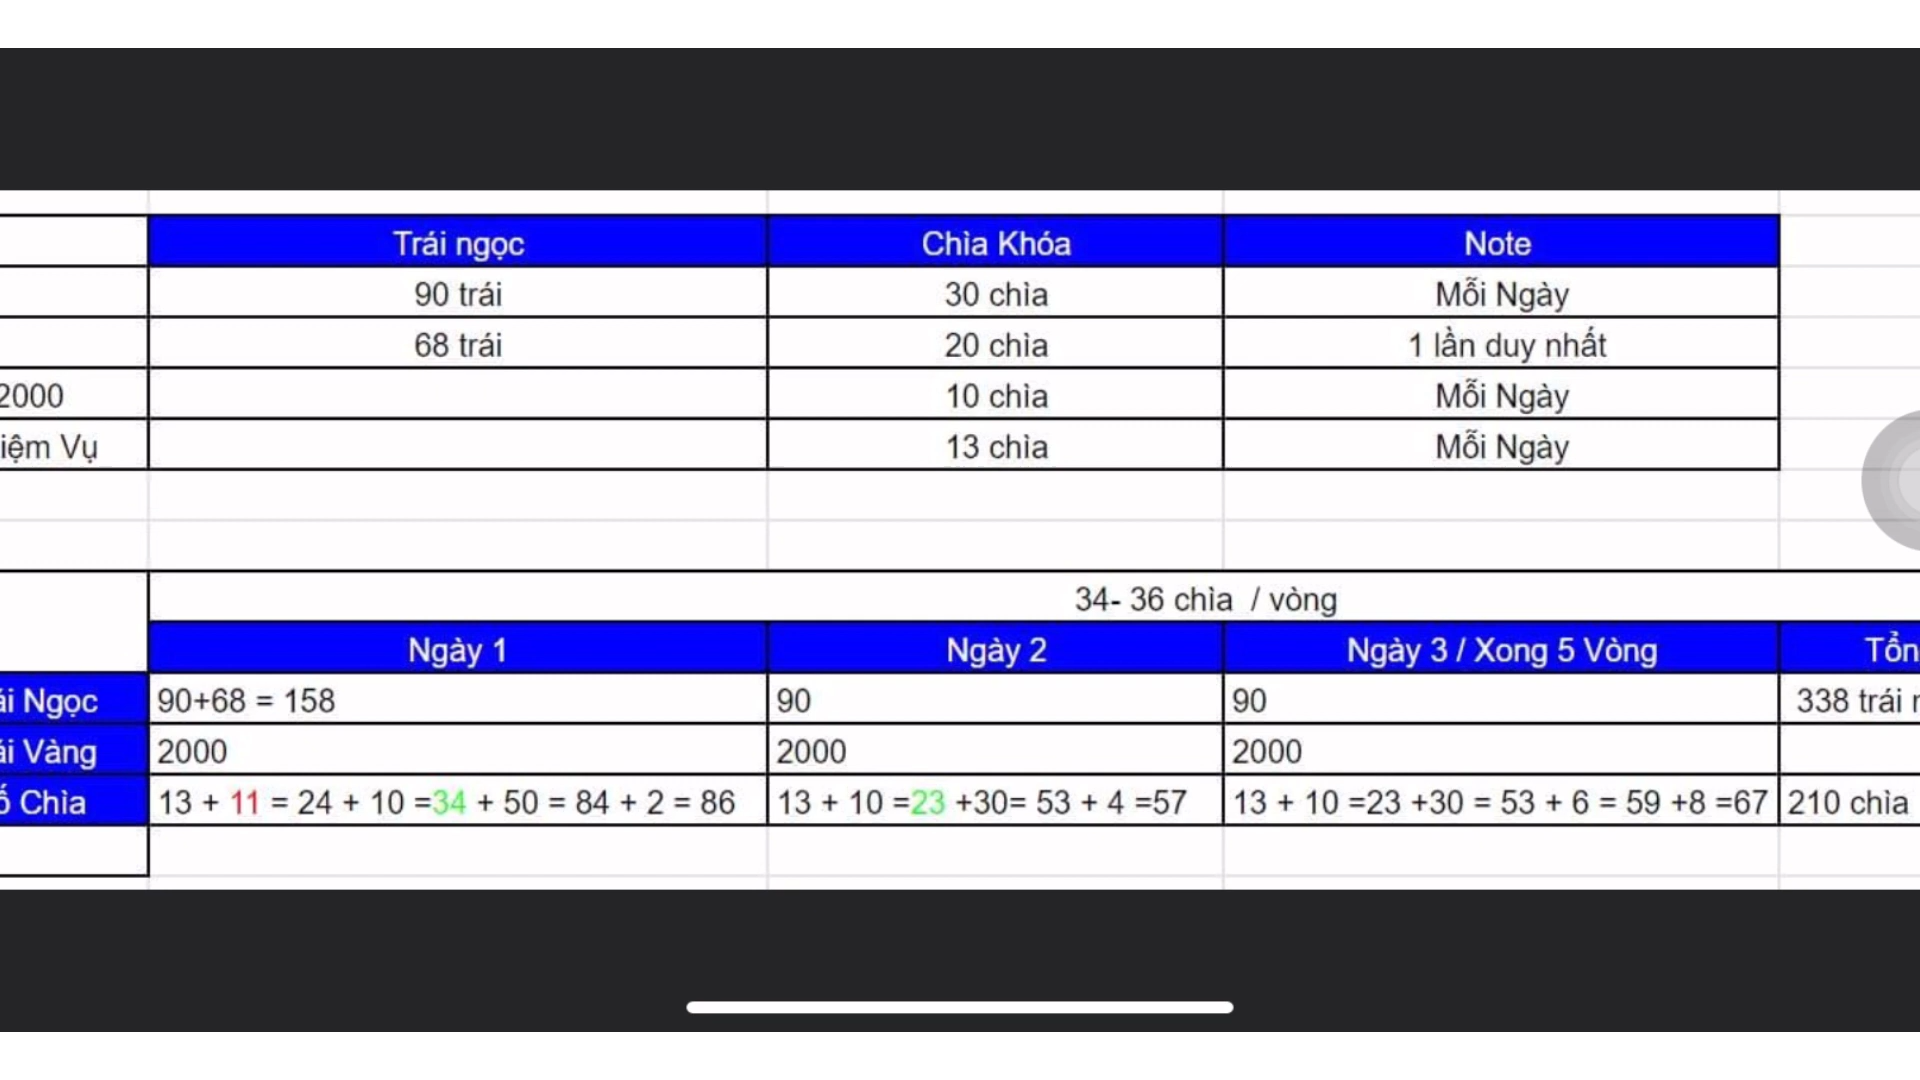 Trái ngọc Chìa Khóa Note
90 trái 30 chìa Mỗi Ngày
68 trái 20 chìa 1 lần duy nhất
2000 10 chìa Mỗi Ngày
iệm Vụ 13 chìa Mỗi Ngày
34- 36 chìa / vòng
Ngày 1 Ngày 2 Ngày 3 / Xong 5 Vòng Tổn
ái Ngọc 90+68 = 158 90 90 338 trái
ái Vàng 2000 2000 2000
ố Chìa 13 + 11 = 24 + 10 =34 + 50 = 84 + 2 = 86 13 + 10 =23 +30= 53 + 4 =57 13 + 10 =23 +30 = 53 + 6 = 59 +8 =67 210 chìa